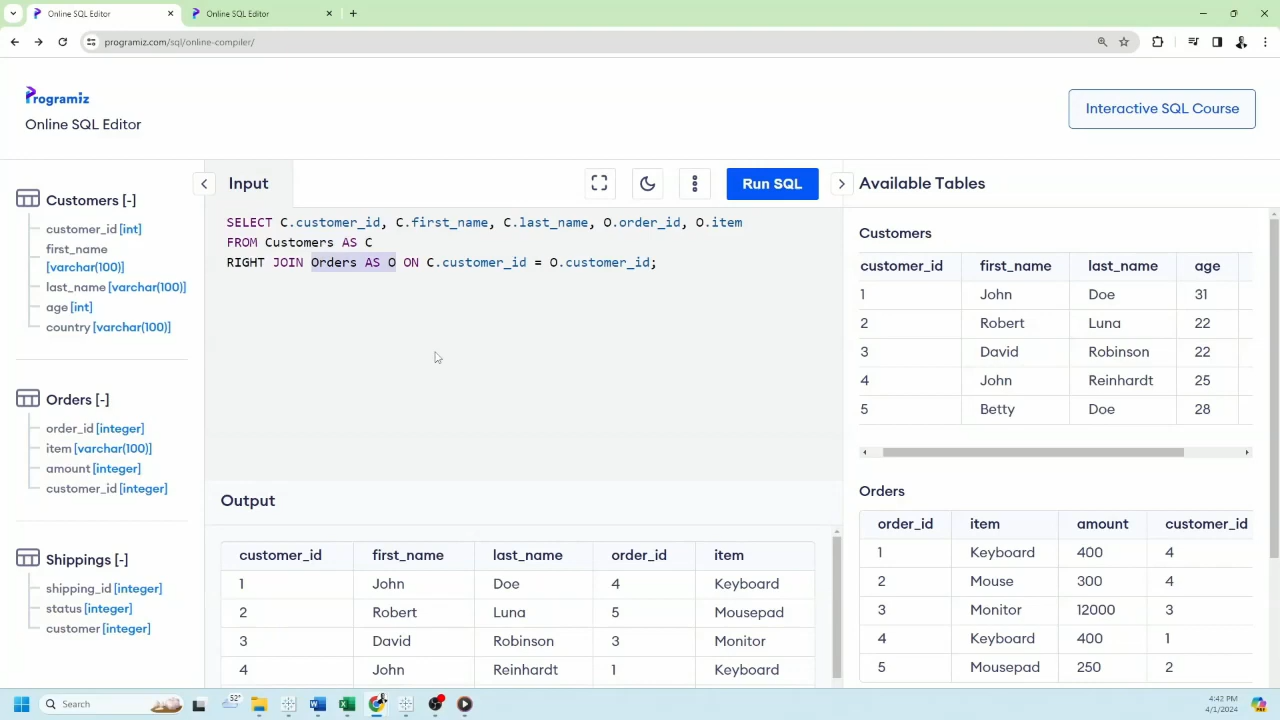 Online SQL Editor
Online SQL Editor
programiz.com/sql/online-compiler/
Programiz
Online SQL Editor
Interactive SQL Course
Customers [-]
customer_id [int]
first_name
[varchar(100)]
last_name [varchar(100)]
age [int]
country [varchar(100)]
Orders [-]
order_id [integer]
item [varchar(100)]
amount [integer]
customer_id [integer]
Shippings [-]
shipping_id [integer]
status [integer]
customer [integer]
Input
Run SQL
SELECT C.customer_id, C.first_name, C.last_name, O.order_id, O.item
FROM Customers AS C
RIGHT JOIN Orders AS O ON C.customer_id = O.customer_id;
Output
customer_id first_name last_name order_id item
1 John Doe 4 Keyboard
2 Robert Luna 5 Mousepad
3 David Robinson 3 Monitor
4 John Reinhardt 1 Keyboard
Available Tables
Customers
customer_id first_name last_name age
1 John Doe 31
2 Robert Luna 22
3 David Robinson 22
4 John Reinhardt 25
5 Betty Doe 28
Orders
order_id item amount customer_id
1 Keyboard 400 4
2 Mouse 300 4
3 Monitor 12000 3
4 Keyboard 400 1
5 Mousepad 250 2
Search
52°
4:42 PM
4/1/2024